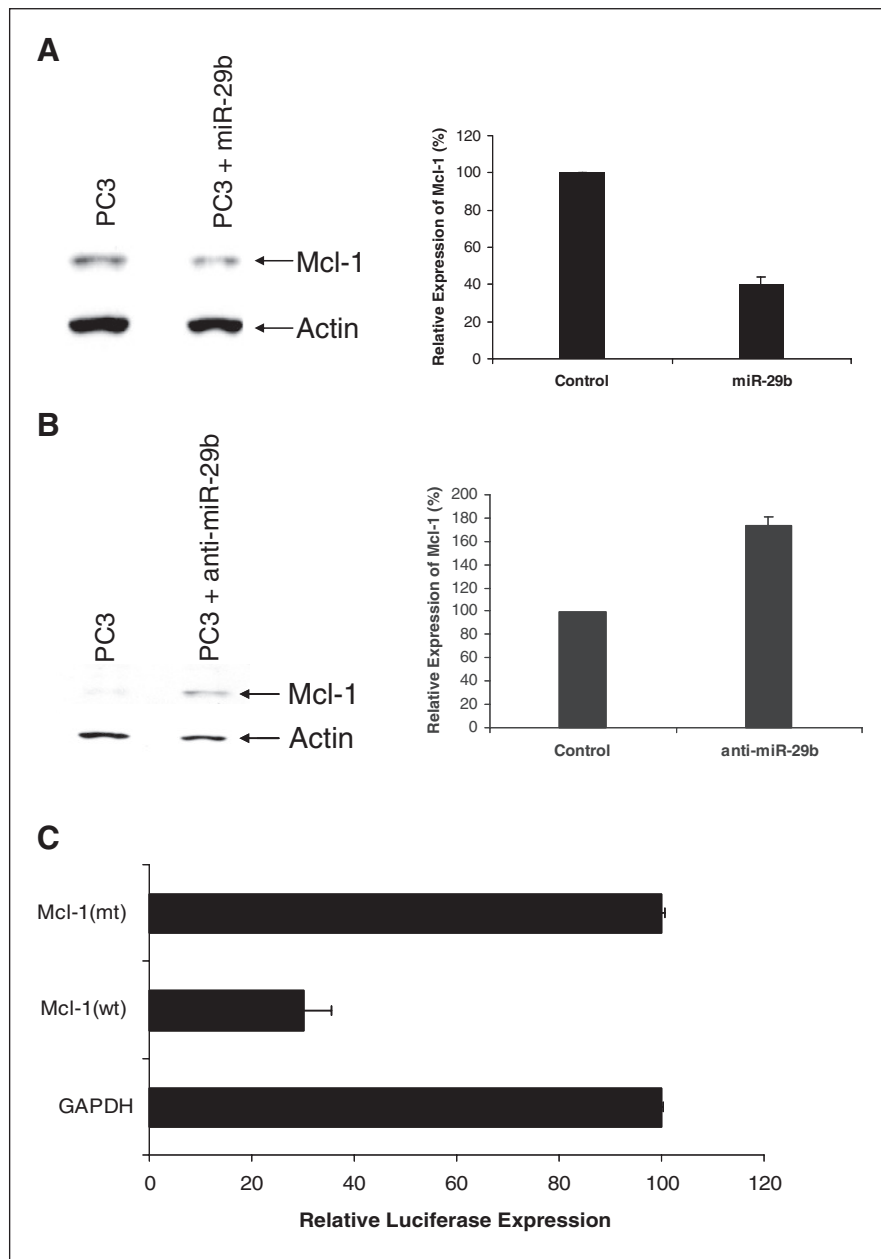 A
PC3
PC3 + miR-29b
Mcl-1
Actin
Relative Expression of Mcl-1 (%)
120
100
80
60
40
20
0
Control
miR-29b
B
PC3
PC3 + anti-miR-29b
Mcl-1
Actin
Relative Expression of Mcl-1 (%)
200
180
160
140
120
100
80
60
40
20
0
Control
anti-miR-29b
C
Mcl-1(mt)
Mcl-1(wt)
GAPDH
0 20 40 60 80 100 120
Relative Luciferase Expression